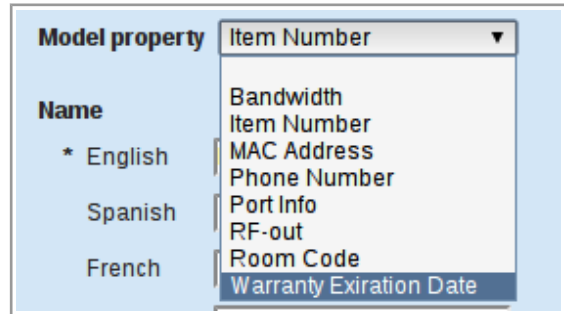 Model property Item Number
Bandwidth
Name
Item Number
* English
MAC Address
Phone Number
Spanish
Port Info
RF-out
French
Room Code
Warranty Exiration Date